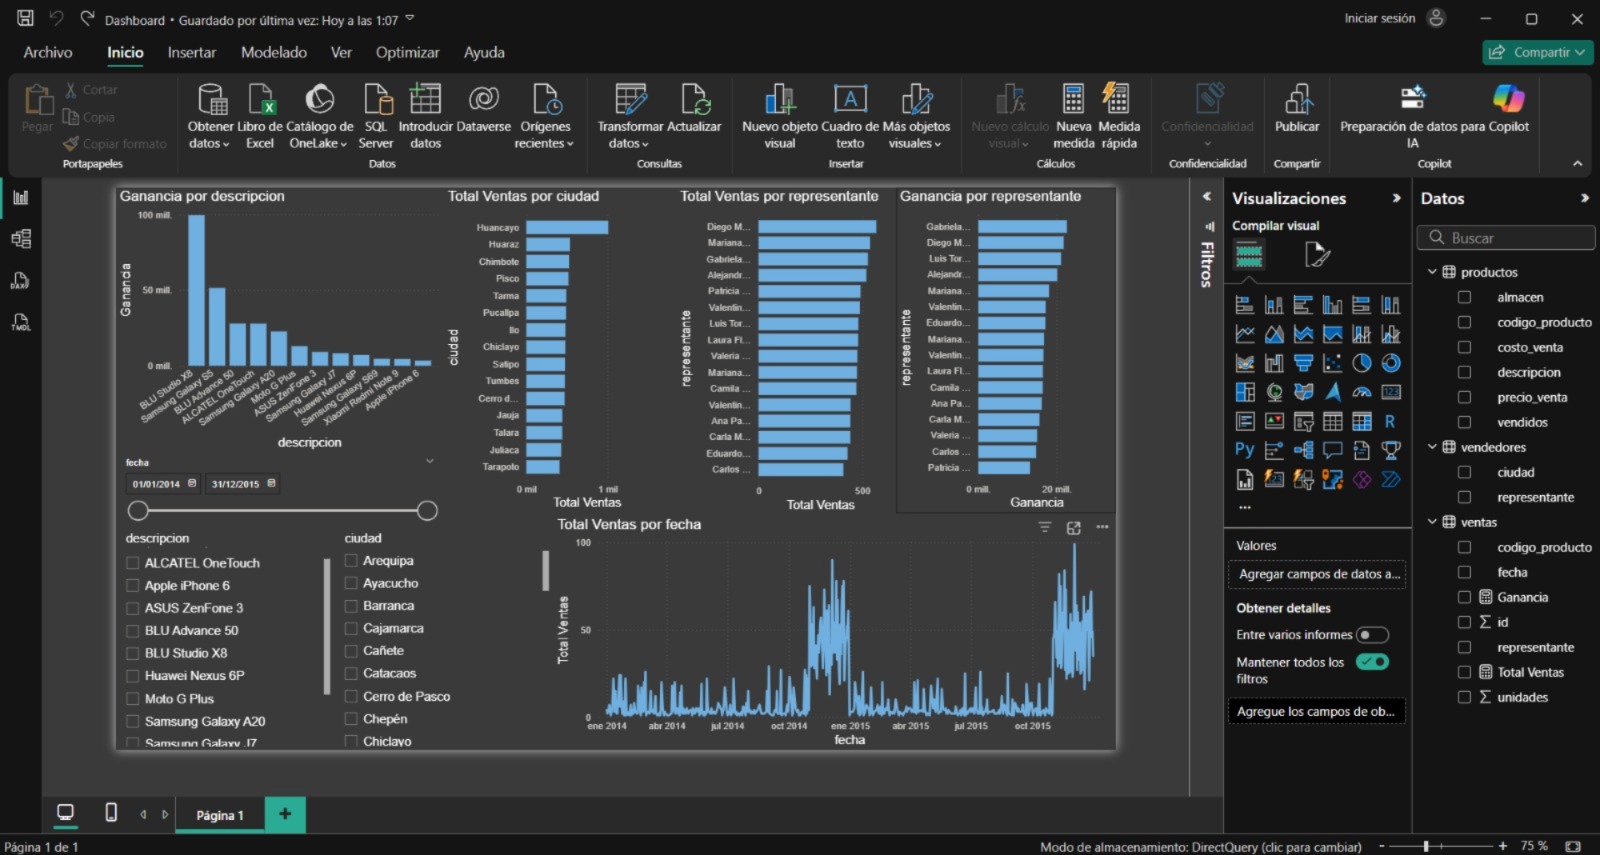 Dashboard • Guardado por última vez: Hoy a las 1:07
Iniciar sesión
Archivo
Inicio
Insertar
Modelado
Ver
Optimizar
Ayuda
Compartir
Pegar
Cortar
Copia
Copiar formato
Portapapeles
Obtener datos
Libro de Excel
Catálogo de OneLake
SQL Server
Introducir datos
Dataverse
Orígenes recientes
Datos
Transformar datos
Actualizar
Consultas
Nuevo objeto visual
Cuadro de texto
Más objetos visuales
Insertar
Nuevo cálculo visual
Nueva medida
Medida rápida
Cálculos
Confidencialidad
Confidencialidad
Publicar
Compartir
Preparación de datos para IA
Copilot
Copilot
Ganancia por descripcion
100 mill.
50 mill.
0 mill.
Ganancia
BLU Studio X8
Samsung Galaxy S5
BLU Advance 50
ALCATEL OneTouch
Samsung Galaxy A20
Moto G Plus
ASUS ZenFone 3
Samsung Galaxy J7
Huawei Nexus 6P
Samsung Galaxy S69
Xiaomi Redmi Note 9
Apple iPhone 6
descripcion
Total Ventas por ciudad
ciudad
Huancayo
Huaraz
Chimbote
Pisco
Tarma
Pucallpa
Ilo
Chiclayo
Satipo
Tumbes
Cerro d...
Jauja
Talara
Juliaca
Tarapoto
0 mil
1 mil
Total Ventas
Total Ventas por representante
representante
Diego M...
Mariana...
Gabriela...
Alejandr...
Patricia ...
Valentin...
Luis Tor...
Laura Fl...
Valeria ...
Mariana...
Camila ...
Valentin...
Ana Pa...
Carla M...
Eduardo...
Carlos ...
0
500
Total Ventas
Ganancia por representante
representante
Gabriela...
Diego M...
Luis Tor...
Alejandr...
Mariana...
Valentin...
Eduardo...
Mariana...
Valentin...
Laura Fl...
Camila ...
Ana Pa...
Carla M...
Valeria ...
Carlos ...
Patricia ...
0 mill.
20 mill.
Ganancia
fecha
01/01/2014
31/12/2015
descripcion
ALCATEL OneTouch
Apple iPhone 6
ASUS ZenFone 3
BLU Advance 50
BLU Studio X8
Huawei Nexus 6P
Moto G Plus
Samsung Galaxy A20
Samsung Galaxy J7
ciudad
Arequipa
Ayacucho
Barranca
Cajamarca
Cañete
Catacaos
Cerro de Pasco
Chepén
Chiclayo
Total Ventas por fecha
100
50
0
Total Ventas
ene 2014
abr 2014
jul 2014
oct 2014
ene 2015
abr 2015
jul 2015
oct 2015
fecha
Filtros
Visualizaciones
Compilar visual
R
Py
123
Valores
Agregar campos de datos a...
Obtener detalles
Entre varios informes
Mantener todos los filtros
Agregue los campos de ob...
Datos
Buscar
productos
almacen
codigo_producto
costo_venta
descripcion
precio_venta
vendidos
vendedores
ciudad
representante
ventas
codigo_producto
fecha
Ganancia
Σ id
representante
Total Ventas
Σ unidades
DAX
TMDL
Página 1
+
Página 1 de 1
Modo de almacenamiento: DirectQuery (clic para cambiar)
- + 75 %